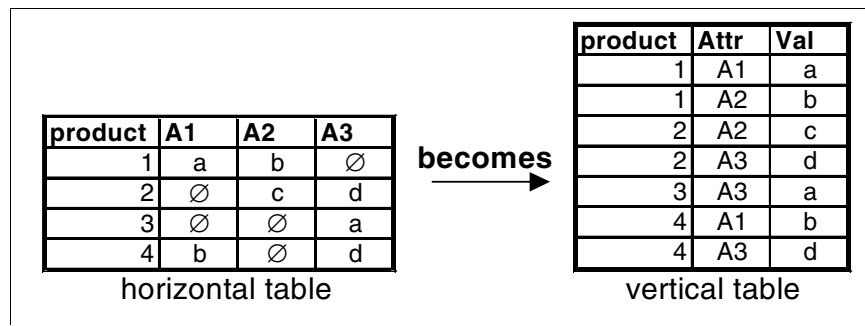 product A1 A2 A3
1 a b ∅
2 ∅ c d
3 ∅ ∅ a
4 b ∅ d
horizontal table
becomes
product Attr Val
1 A1 a
1 A2 b
2 A2 c
2 A3 d
3 A3 a
4 A1 b
4 A3 d
vertical table